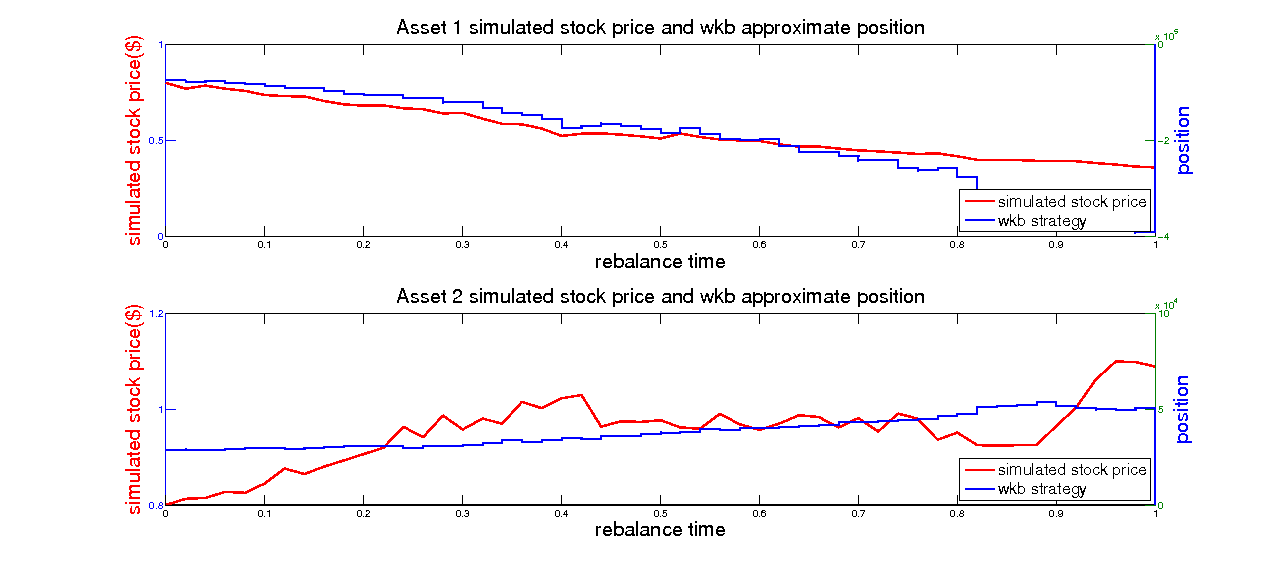 Asset 1 simulated stock price and wkb approximate position
x 10^5
1
0.5
0
0
−2
−4
simulated stock price($)
position
simulated stock price
wkb strategy
0 0.1 0.2 0.3 0.4 0.5 0.6 0.7 0.8 0.9 1
rebalance time
Asset 2 simulated stock price and wkb approximate position
x 10^4
1.2
1
0.8
10
5
0
simulated stock price($)
position
simulated stock price
wkb strategy
0 0.1 0.2 0.3 0.4 0.5 0.6 0.7 0.8 0.9 1
rebalance time